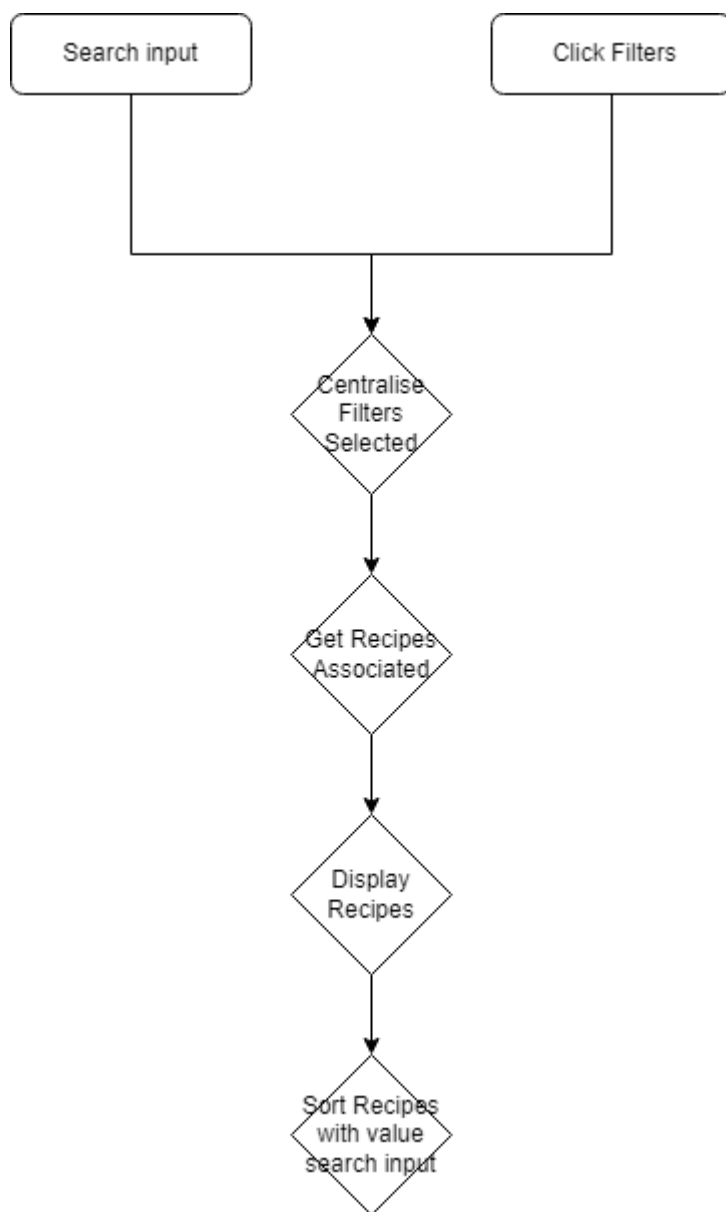 Search input
Click Filters
Centralise
Filters
Selected
Get Recipes
Associated
Display
Recipes
Sort Recipes
with value
search input